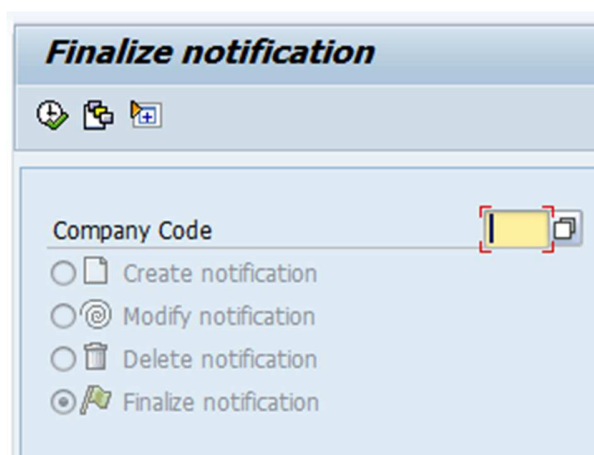 Finalize notification
Company Code
Create notification
Modify notification
Delete notification
Finalize notification